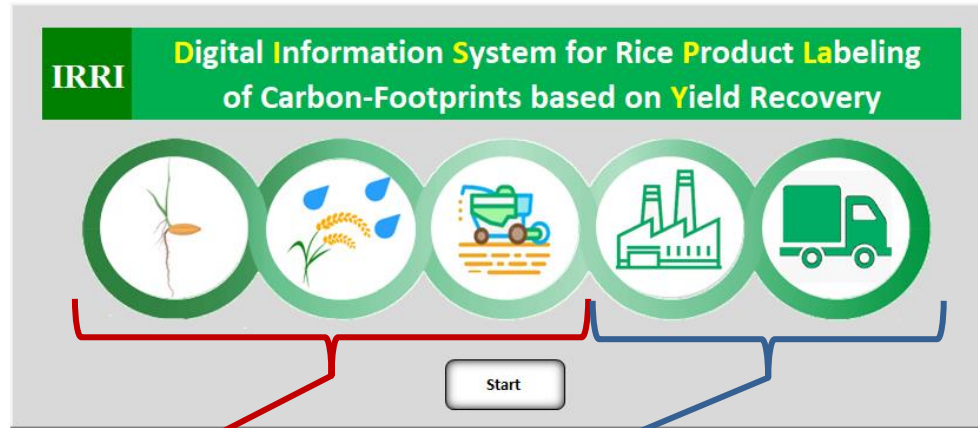 IRRI
Digital Information System for Rice Product Labeling
of Carbon-Footprints based on Yield Recovery
Start